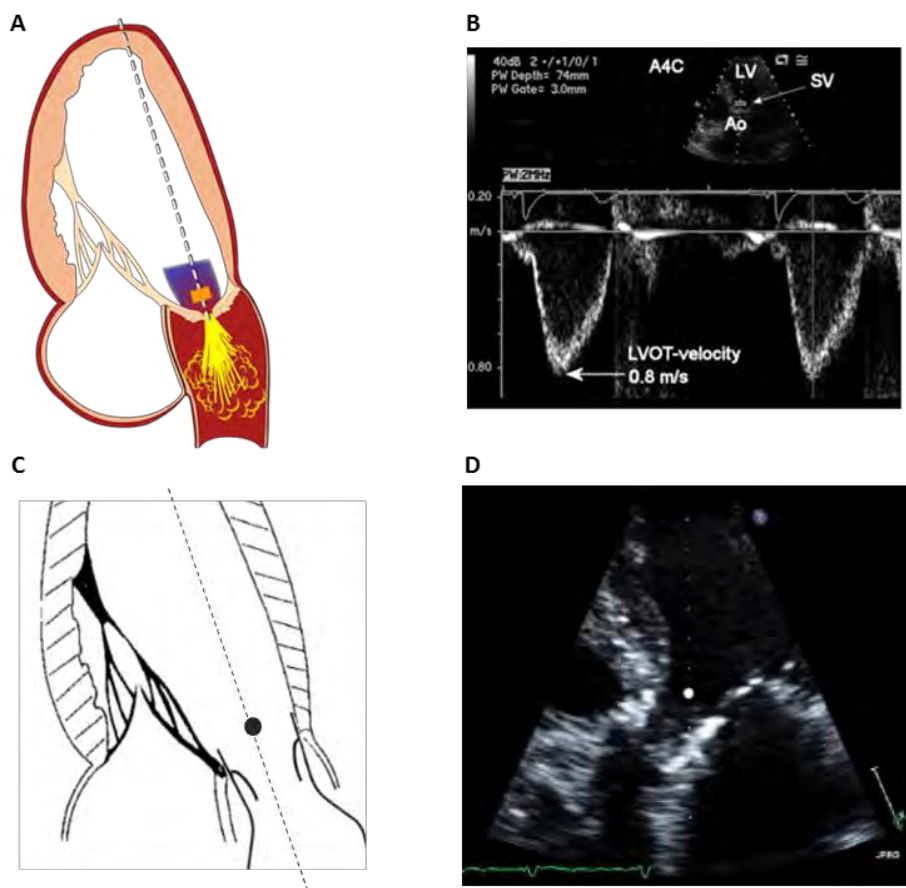 A
B
40dB 2 •/+1/0/1
PW Depth= 74mm
PW Gate= 3.0mm
A4C
LV
SV
Ao
PW:2MHz
0.20
m/s
LVOT-velocity
0.8 m/s
0.80
C
D
JPRG